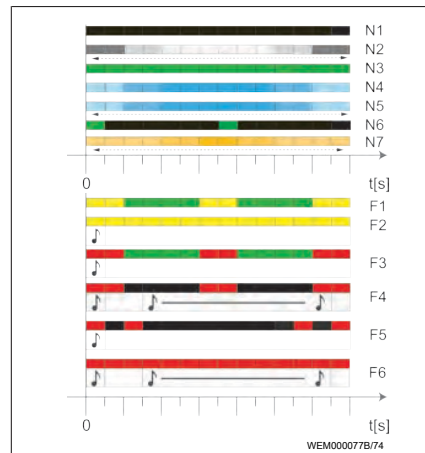 N1
N2
N3
N4
N5
N6
N7
0 t[s]
F1
F2
F3
F4
F5
F6
0 t[s]
WEM000077B/74